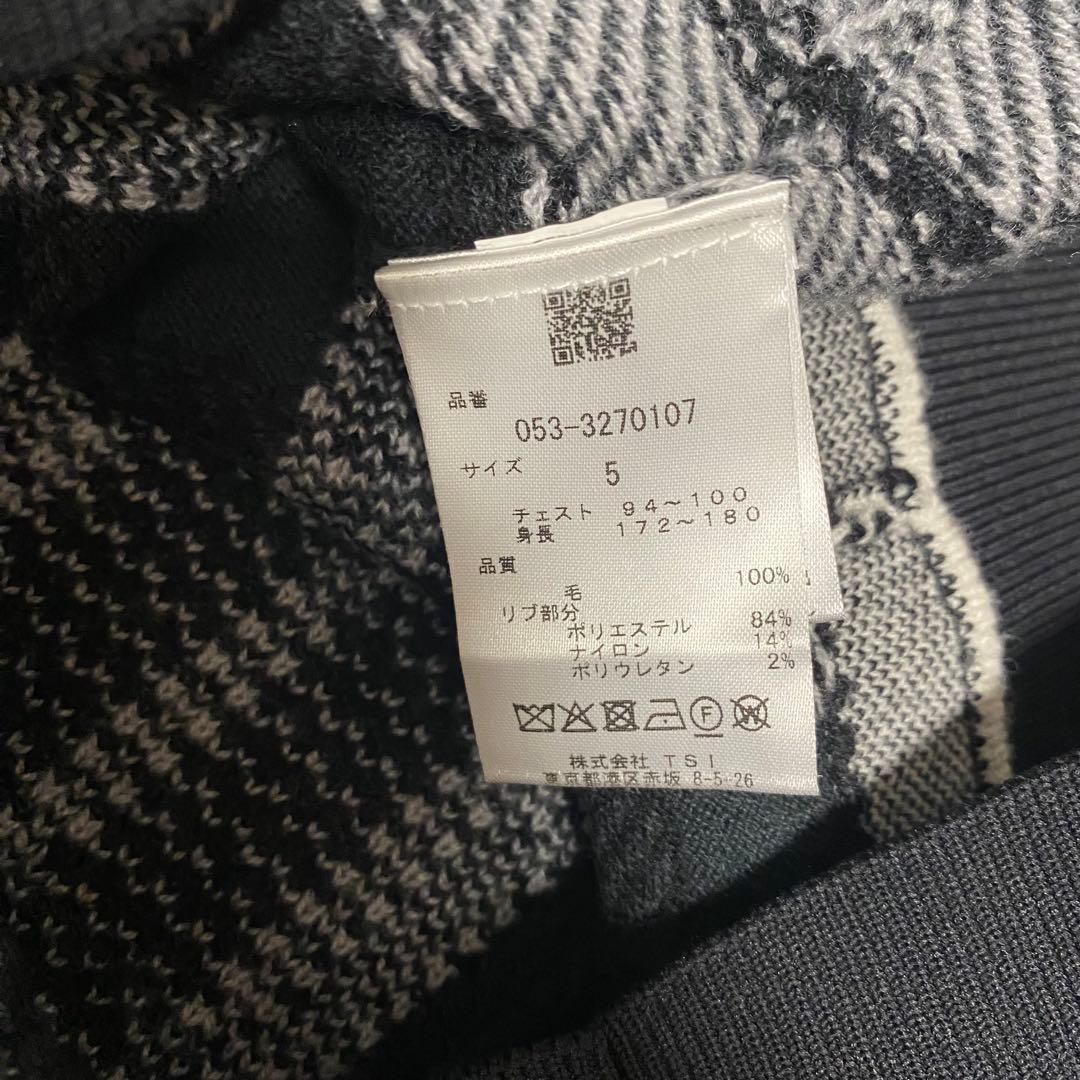 品番
053-3270107
サイズ 5
チェスト 94～100
身長 172～180
品質
毛 100%
リブ部分
ポリエステル 84%
ナイロン 14%
ポリウレタン 2%
F W
株式会社 TSI
東京都港区赤坂 8-5-26